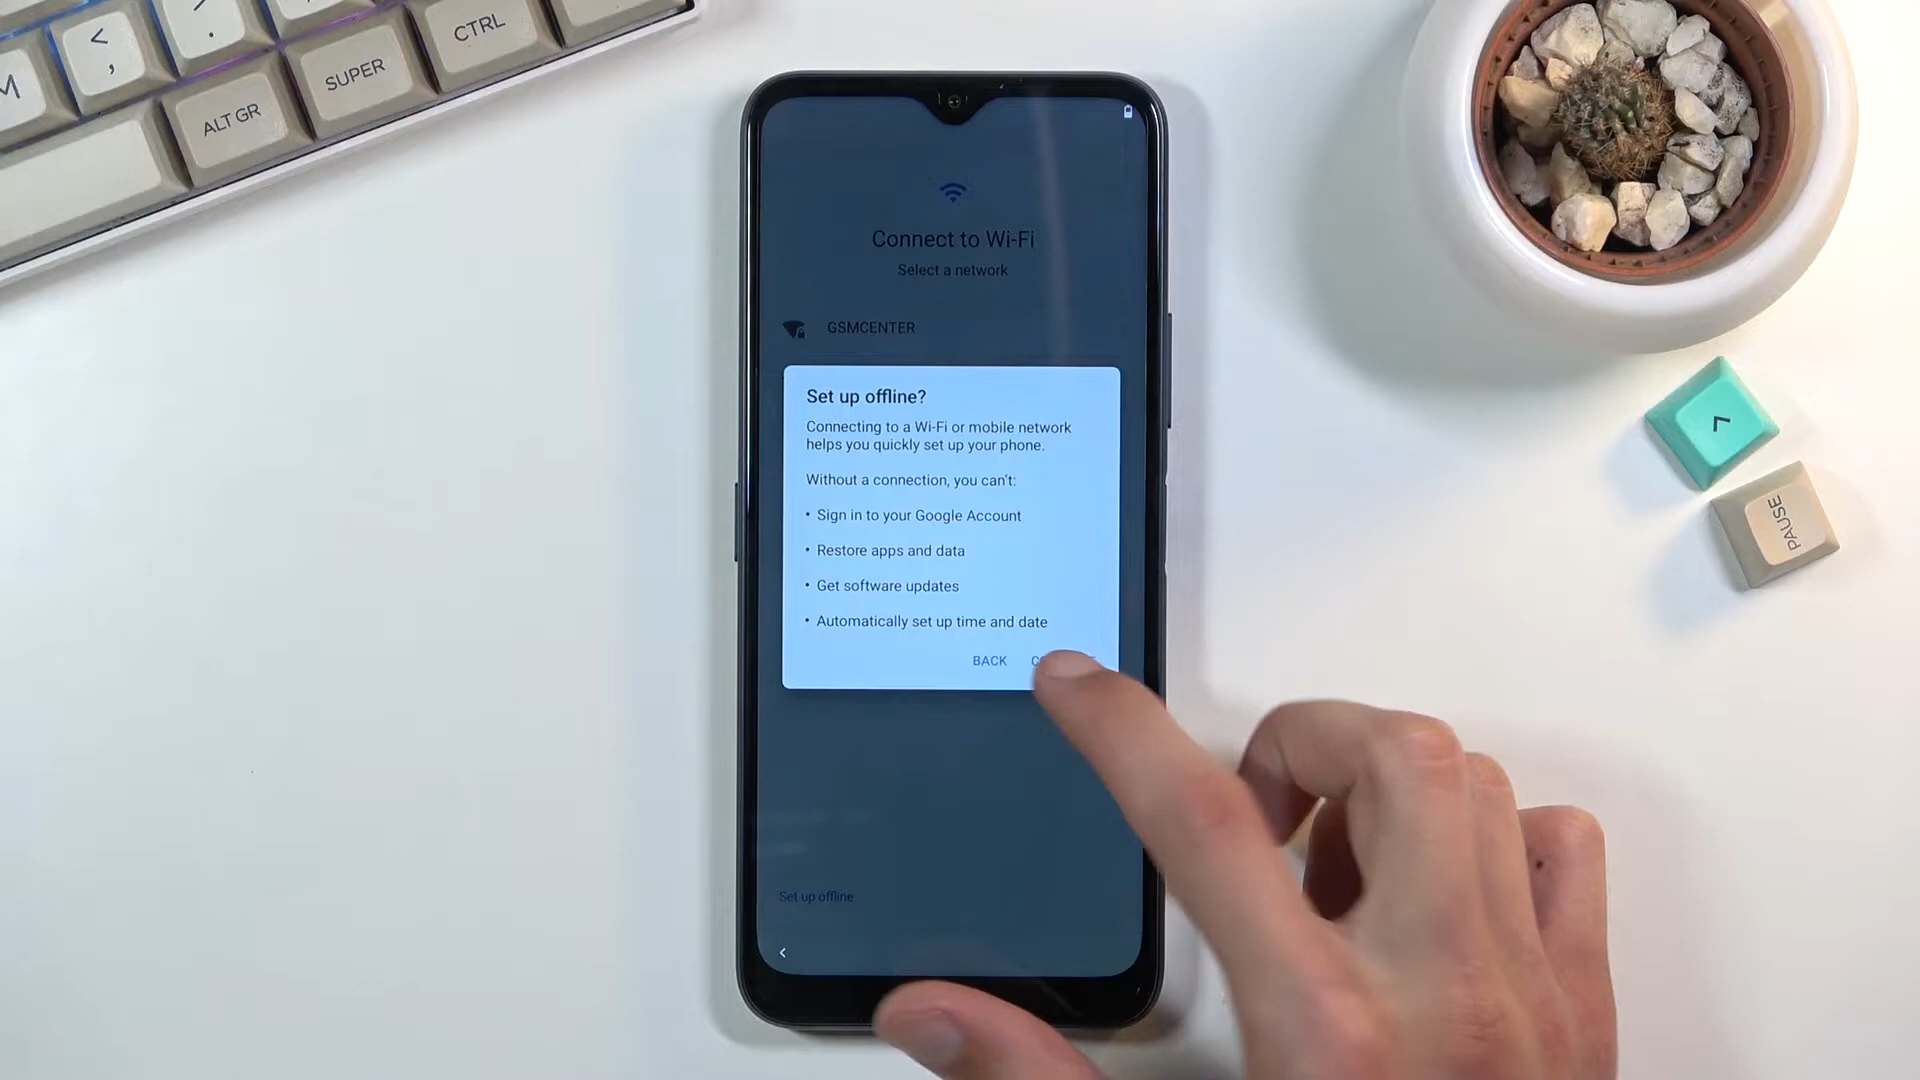 M
<
,
.
ALT GR
SUPER
CTRL
Connect to Wi-Fi
Select a network
GSMCENTER
Set up offline?
Connecting to a Wi-Fi or mobile network
helps you quickly set up your phone.
Without a connection, you can't:
• Sign in to your Google Account
• Restore apps and data
• Get software updates
• Automatically set up time and date
BACK
Set up offline
<
PAUSE